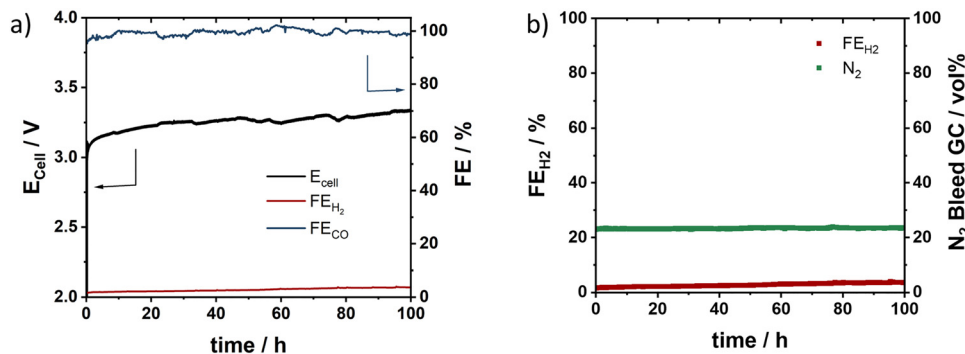 a)
4.0
3.5
3.0
2.5
2.0
E_Cell / V
100
80
60
40
20
0
FE / %
E_cell
FE_H2
FE_CO
0 20 40 60 80 100
time / h
b)
100
80
60
40
20
0
FE_H2 / %
FE_H2
N_2
100
80
60
40
20
0
N_2 Bleed GC / vol%
0 20 40 60 80 100
time / h